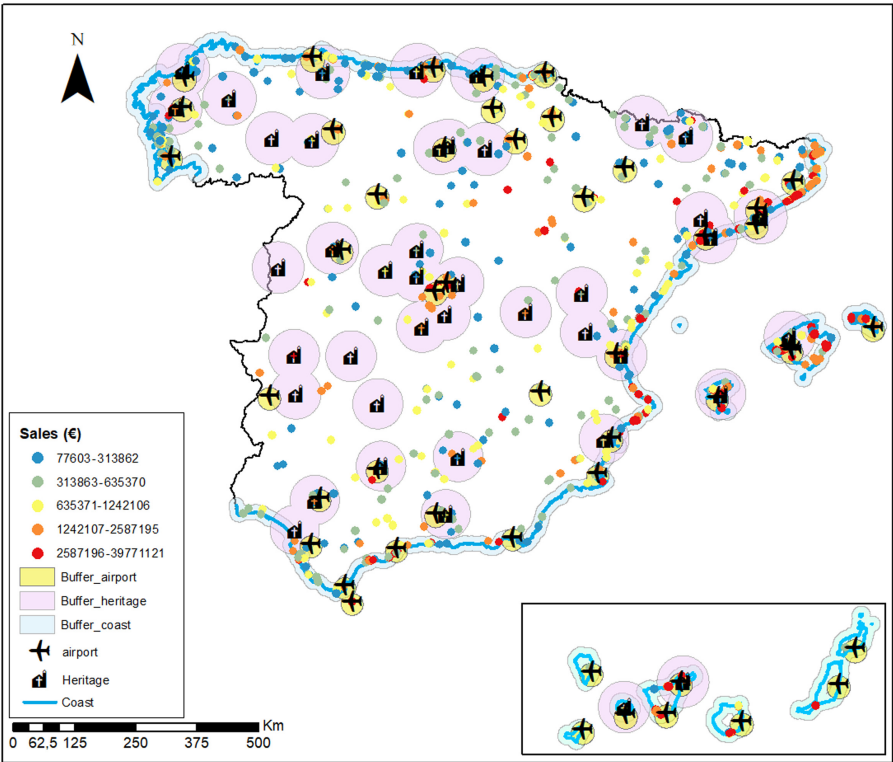 N
Sales (€)
77603-313862
313863-635370
635371-1242106
1242107-2587195
2587196-39771121
Buffer_airport
Buffer_heritage
Buffer_coast
airport
Heritage
Coast
Km
0 62,5 125 250 375 500